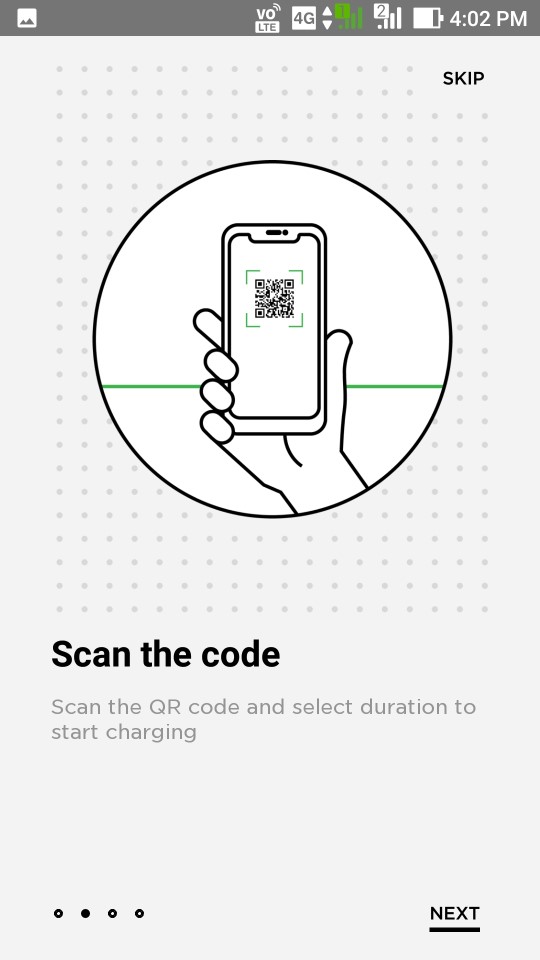 VO
LTE
4G
1
2
4:02 PM
SKIP
Scan the code
Scan the QR code and select duration to
start charging
NEXT